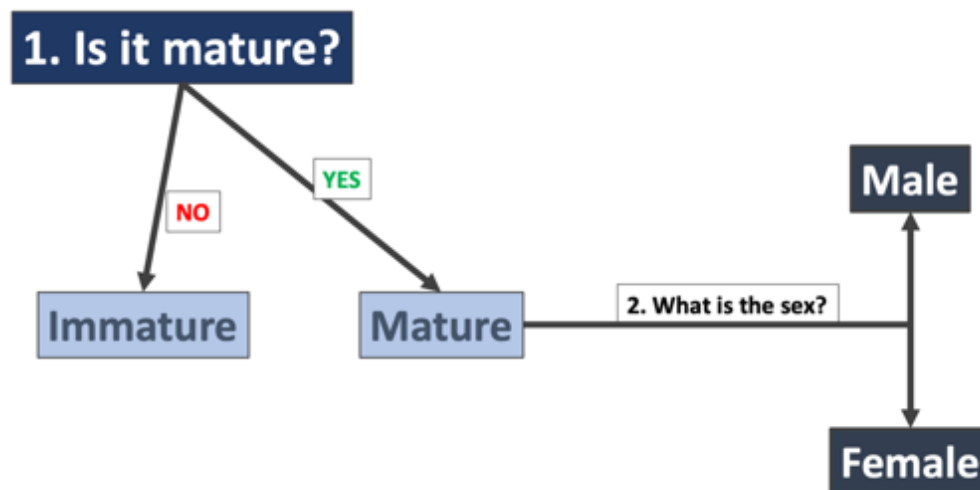 1. Is it mature?
YES
NO
Male
Immature
Mature
2. What is the sex?
Female